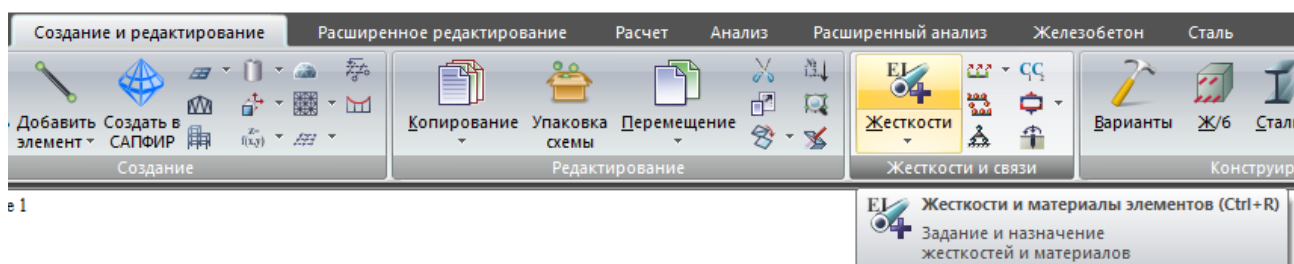 Создание и редактирование Расширенное редактирование Расчет Анализ Расширенный анализ Железобетон Сталь
Добавить элемент
Создать в САПФИР
Z=
f(x,y)
Создание
Копирование
Упаковка схемы
Перемещение
Редактирование
EI
Жесткости
Жесткости и связи
Варианты
Ж/б
Стал
Конструир
е 1
EI
Жесткости и материалы элементов (Ctrl+R)
Задание и назначение
жесткостей и материалов